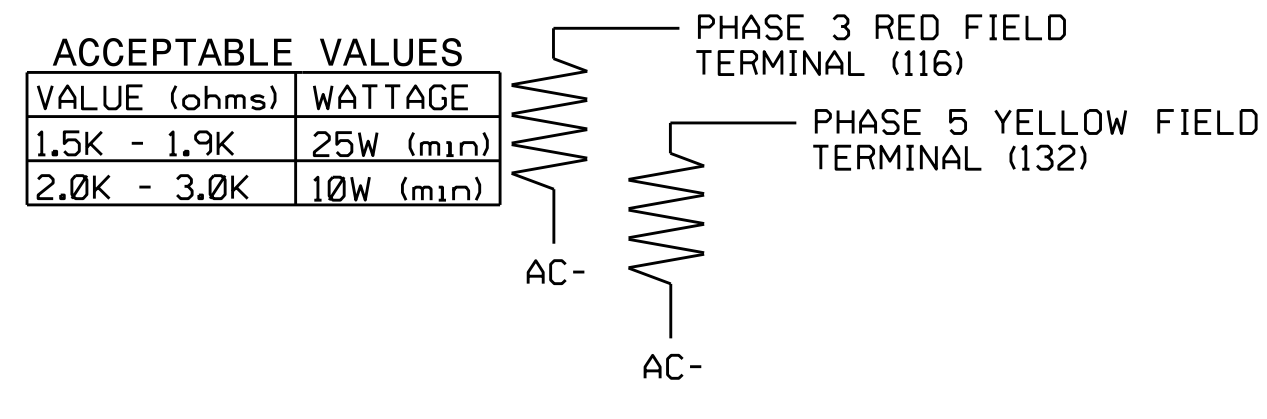 ACCEPTABLE VALUES
VALUE (ohms) WATTAGE
1.5K - 1.9K 25W (min)
2.0K - 3.0K 10W (min)
PHASE 3 RED FIELD
TERMINAL (116)
AC-
PHASE 5 YELLOW FIELD
TERMINAL (132)
AC-